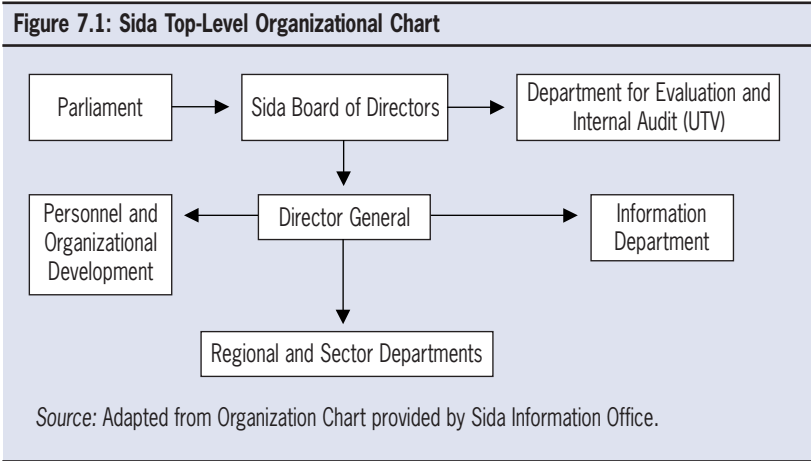 Figure 7.1: Sida Top-Level Organizational Chart
Parliament
Sida Board of Directors
Department for Evaluation and
Internal Audit (UTV)
Personnel and
Organizational
Development
Director General
Information
Department
Regional and Sector Departments
Source: Adapted from Organization Chart provided by Sida Information Office.